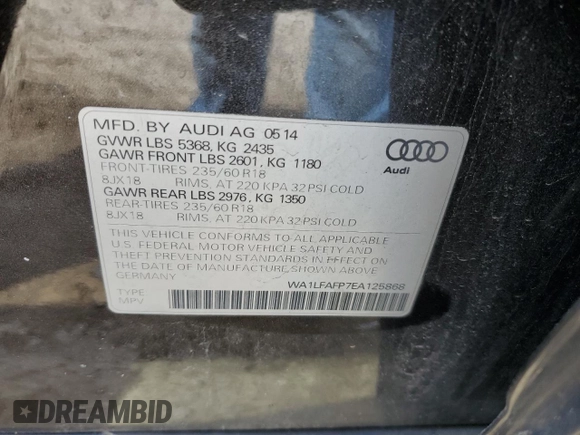 MFD. BY AUDI AG 05 14
GVWR LBS 5368, KG 2435
GAWR FRONT LBS 2601, KG 1180
FRONT-TIRES 235/60 R18
8JX18 RIMS, AT 220 KPA 32 PSI COLD
GAWR REAR LBS 2976, KG 1350
REAR-TIRES 235/60 R18
8JX18 RIMS, AT 220 KPA 32 PSI COLD
Audi
THIS VEHICLE CONFORMS TO ALL APPLICABLE
U.S. FEDERAL MOTOR VEHICLE SAFETY AND
THEFT PREVENTION STANDARDS IN EFFECT ON
THE DATE OF MANUFACTURE SHOWN ABOVE
GERMANY
WA1LFAFP7EA125868
TYPE :
MPV
DREAMBID